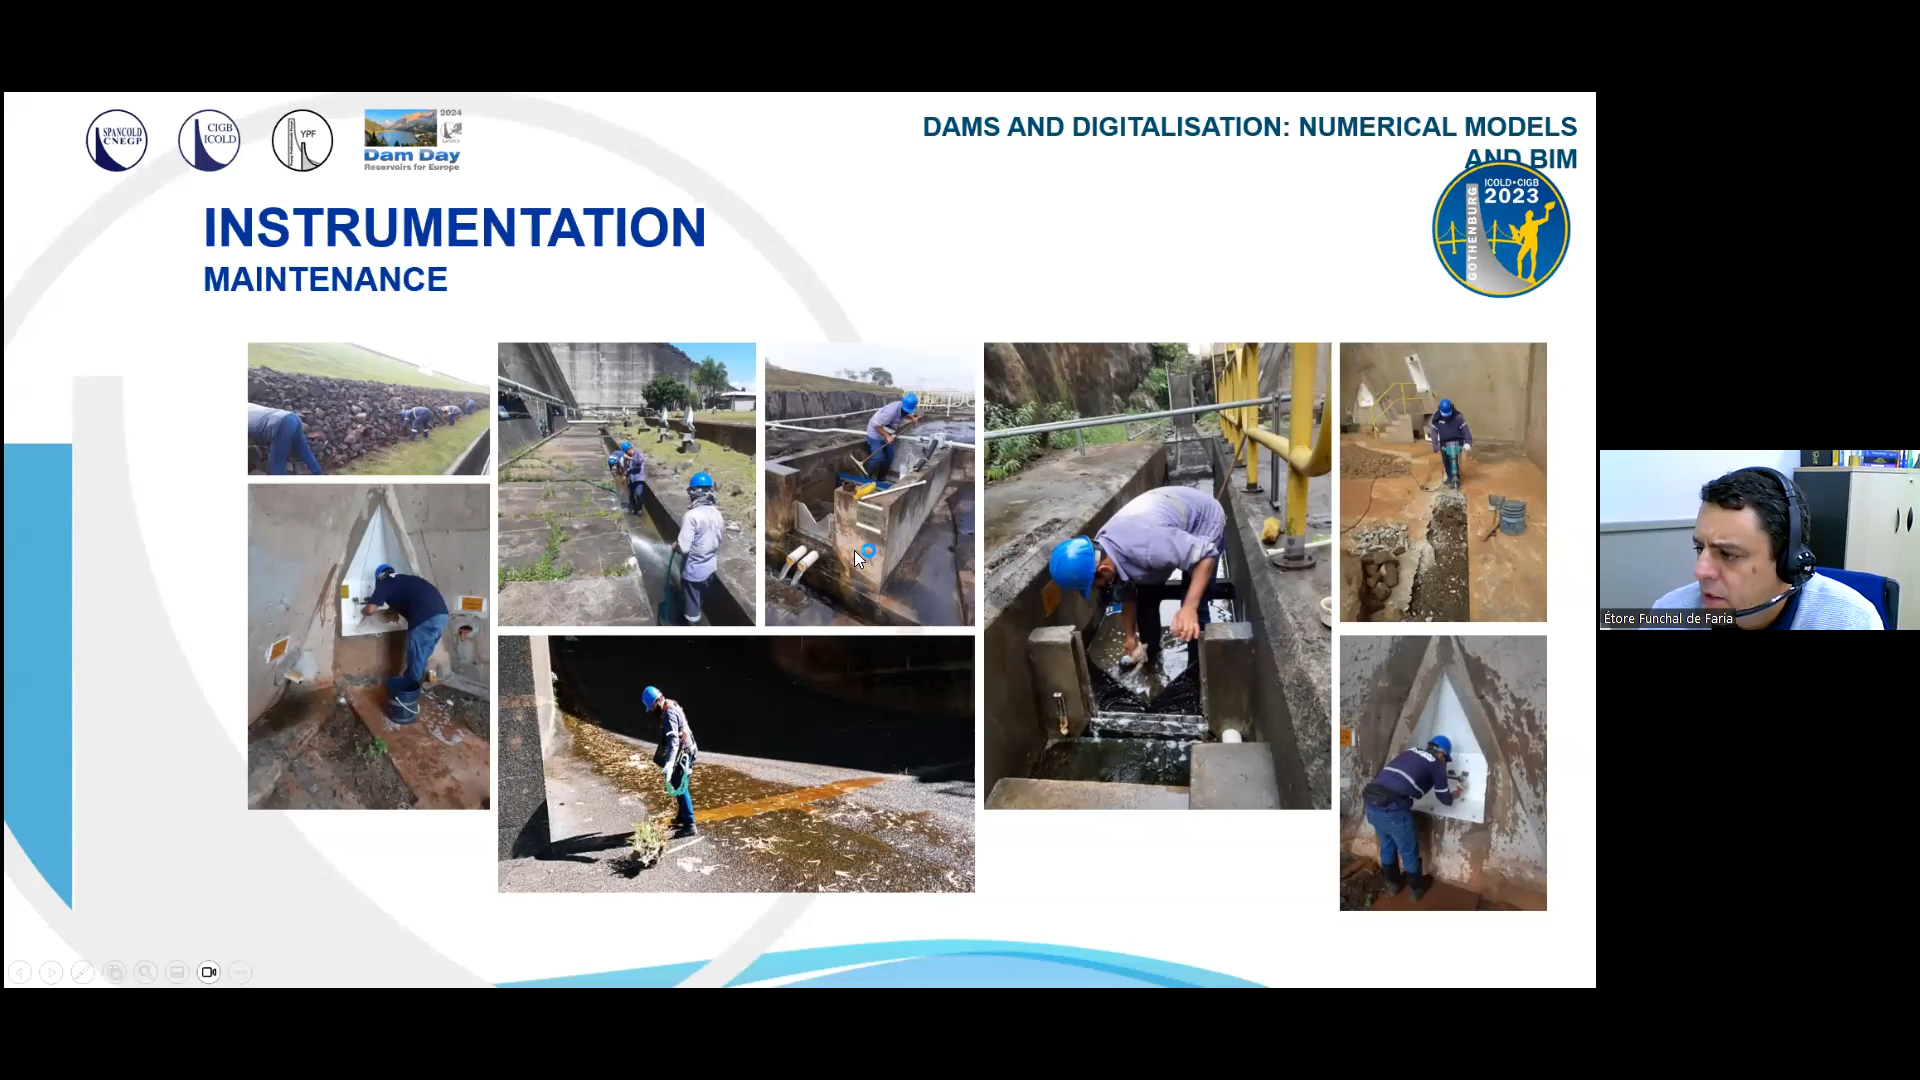 SPANCOLD
CNEGP
CIGB
ICOLD
YPF
2024
Dam Day
Reservoirs for Europe
DAMS AND DIGITALISATION: NUMERICAL MODELS
AND BIM
ICOLD•CIGB
2023
GOTHENBURG
INSTRUMENTATION
MAINTENANCE
Étore Funchal de Faria